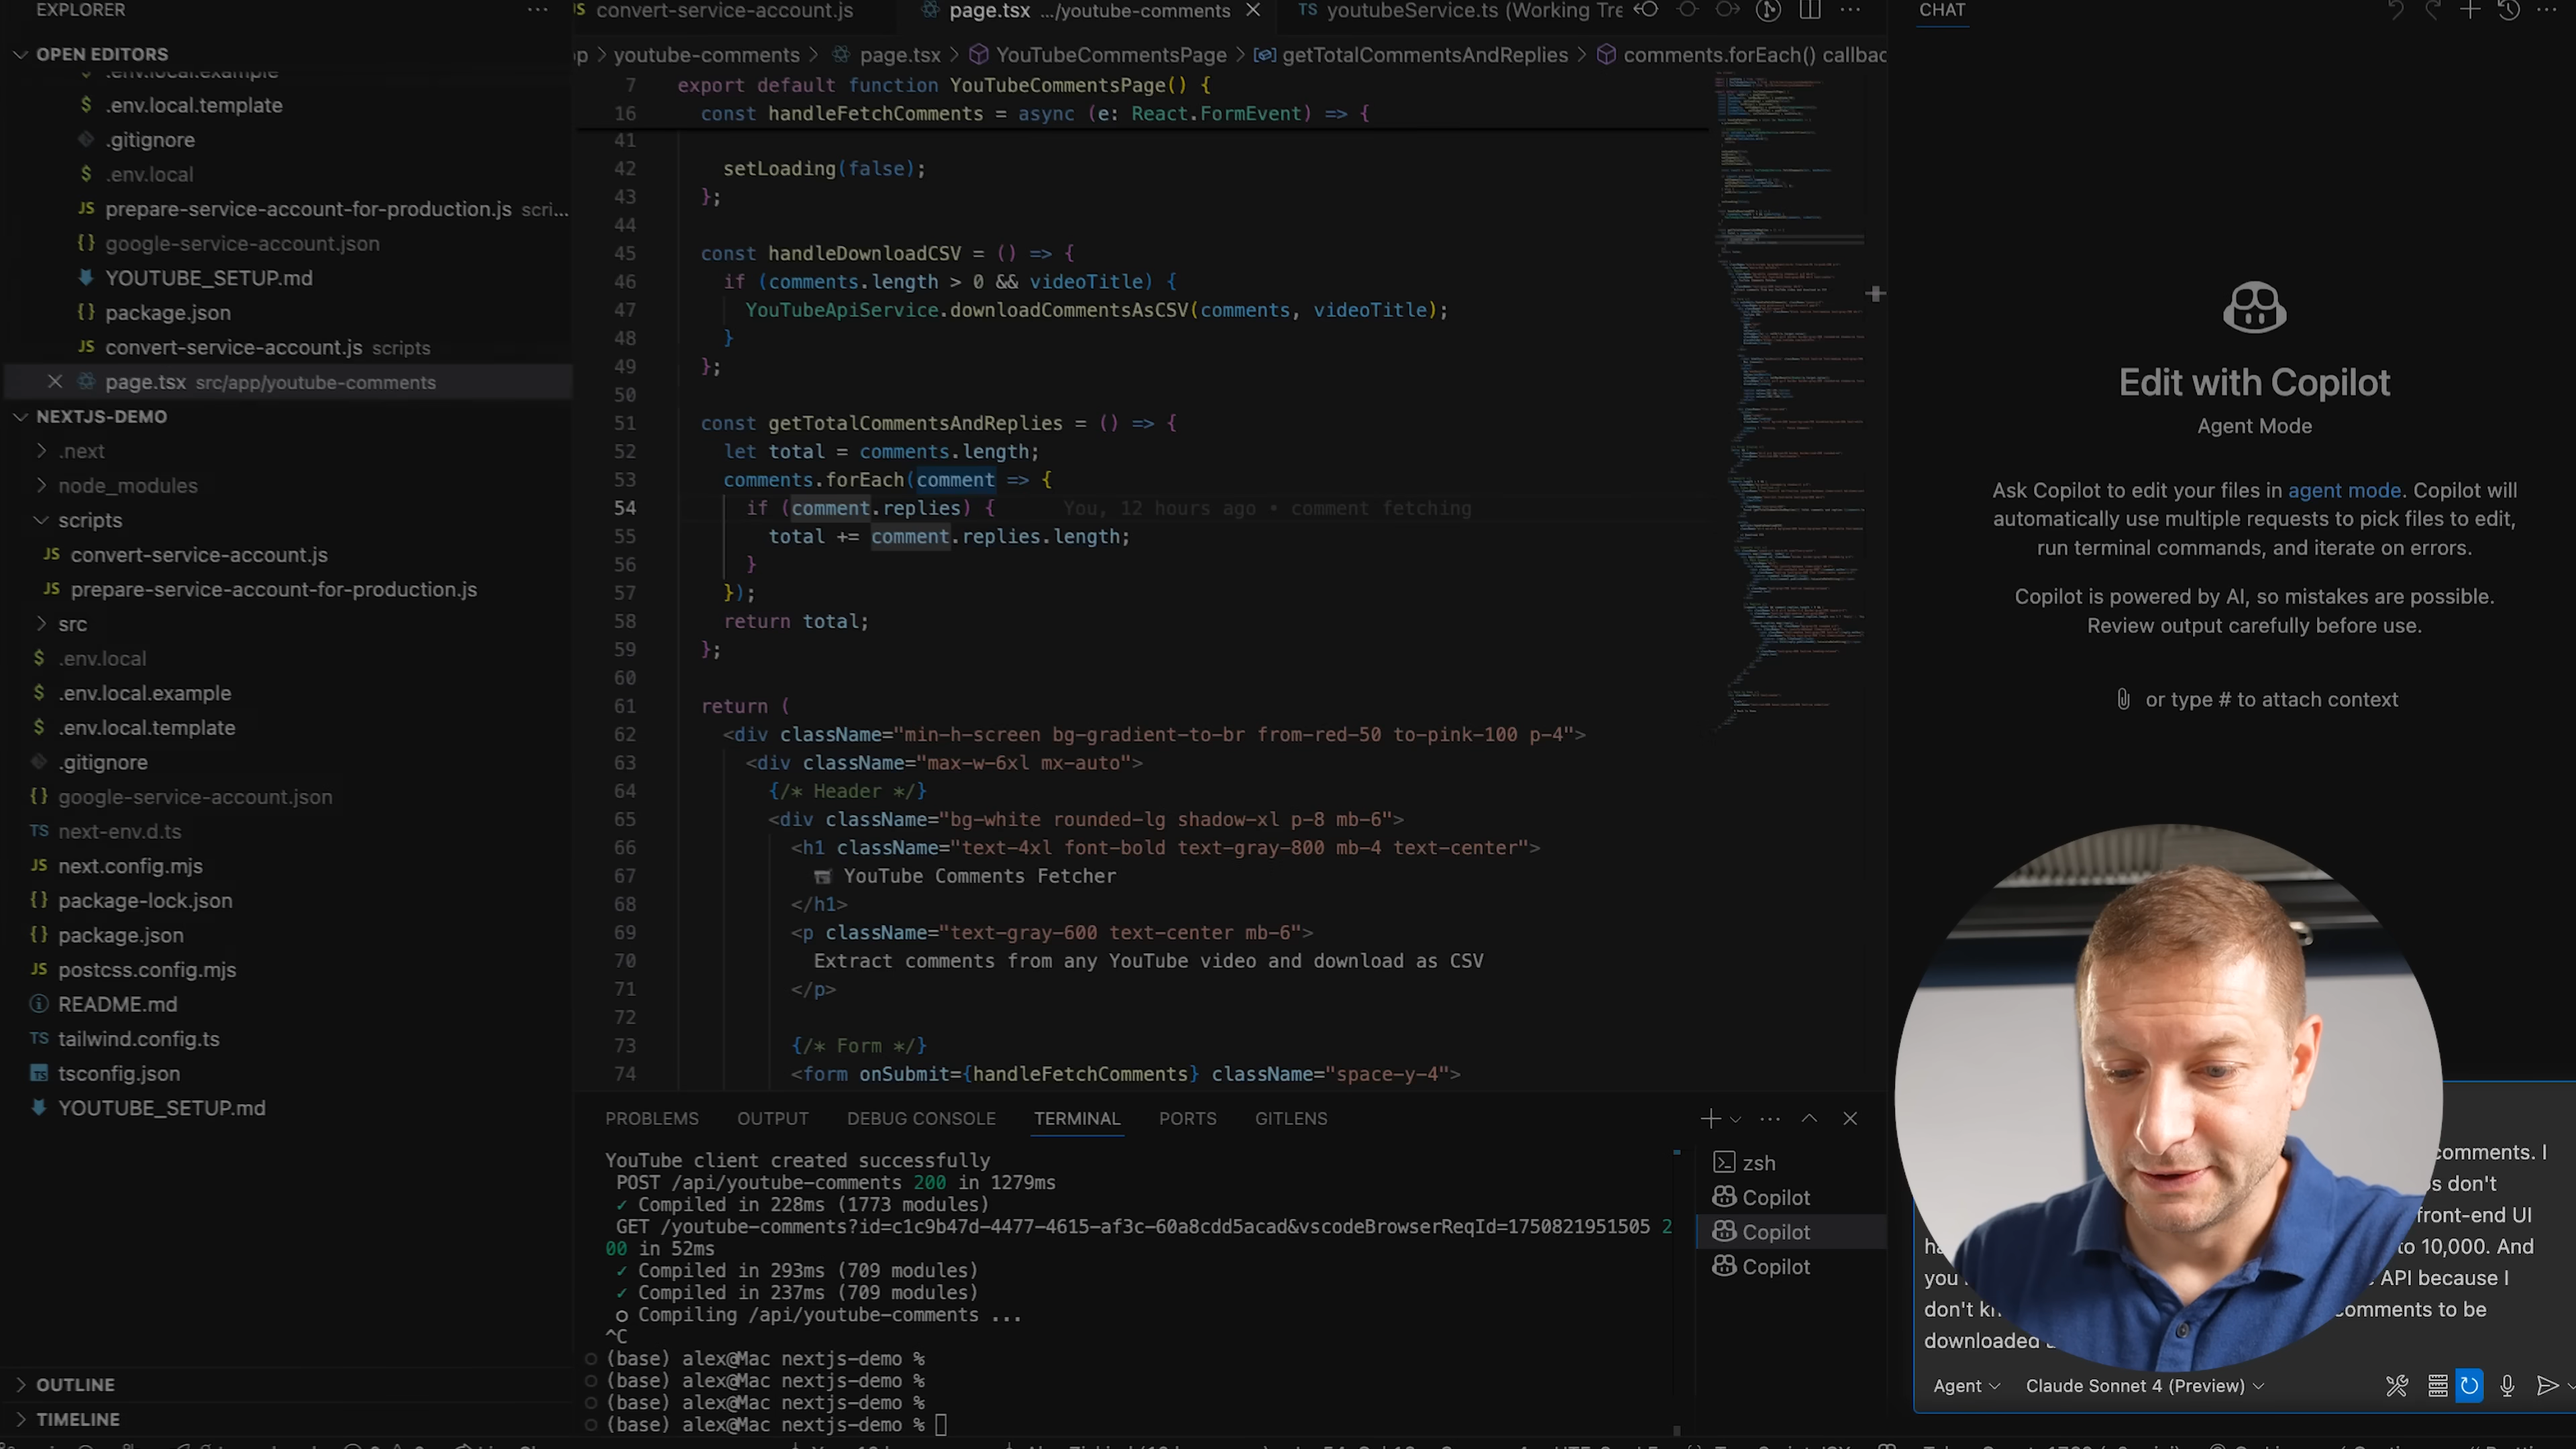 EXPLORER
OPEN EDITORS
.env.local.example
.env.local.template
.gitignore
.env.local
prepare-service-account-for-production.js scri...
google-service-account.json
YOUTUBE_SETUP.md
package.json
convert-service-account.js scripts
page.tsx src/app/youtube-comments
NEXTJS-DEMO
.next
node_modules
scripts
convert-service-account.js
prepare-service-account-for-production.js
src
.env.local
.env.local.example
.env.local.template
.gitignore
google-service-account.json
next-env.d.ts
next.config.mjs
package-lock.json
package.json
postcss.config.mjs
README.md
tailwind.config.ts
tsconfig.json
YOUTUBE_SETUP.md
OUTLINE
TIMELINE
convert-service-account.js page.tsx .../youtube-comments youtubeService.ts (Working Tre
youtube-comments > page.tsx > YouTubeCommentsPage > getTotalCommentsAndReplies > comments.forEach() callbac
7 export default function YouTubeCommentsPage() {
16 const handleFetchComments = async (e: React.FormEvent) => {
41
42 setLoading(false);
43 };
44
45 const handleDownloadCSV = () => {
46 if (comments.length > 0 && videoTitle) {
47 YouTubeApiService.downloadCommentsAsCSV(comments, videoTitle);
48 }
49 };
50
51 const getTotalCommentsAndReplies = () => {
52 let total = comments.length;
53 comments.forEach(comment => {
54 if (comment.replies) { You, 12 hours ago • comment fetching
55 total += comment.replies.length;
56 }
57 });
58 return total;
59 };
60
61 return (
62 <div className="min-h-screen bg-gradient-to-br from-red-50 to-pink-100 p-4">
63 <div className="max-w-6xl mx-auto">
64 {/* Header */}
65 <div className="bg-white rounded-lg shadow-xl p-8 mb-6">
66 <h1 className="text-4xl font-bold text-gray-800 mb-4 text-center">
67 YouTube Comments Fetcher
68 </h1>
69 <p className="text-gray-600 text-center mb-6">
70 Extract comments from any YouTube video and download as CSV
71 </p>
72
73 {/* Form */}
74 <form onSubmit={handleFetchComments} className="space-y-4">
PROBLEMS OUTPUT DEBUG CONSOLE TERMINAL PORTS GITLENS
YouTube client created successfully
POST /api/youtube-comments 200 in 1279ms
✓ Compiled in 228ms (1773 modules)
GET /youtube-comments?id=c1c9b47d-4477-4615-af3c-60a8cdd5acad&vscodeBrowserReqId=1750821951505 2
00 in 52ms
✓ Compiled in 293ms (709 modules)
✓ Compiled in 237ms (709 modules)
○ Compiling /api/youtube-comments ...
^C
(base) alex@Mac nextjs-demo %
(base) alex@Mac nextjs-demo %
(base) alex@Mac nextjs-demo %
(base) alex@Mac nextjs-demo %
zsh
Copilot
Copilot
Copilot
CHAT
Edit with Copilot
Agent Mode
Ask Copilot to edit your files in agent mode. Copilot will
automatically use multiple requests to pick files to edit,
run terminal commands, and iterate on errors.
Copilot is powered by AI, so mistakes are possible.
Review output carefully before use.
or type # to attach context
comments. I
don't
front-end UI
to 10,000. And
you API because I
don't comments to be
downloaded
Agent Claude Sonnet 4 (Preview)